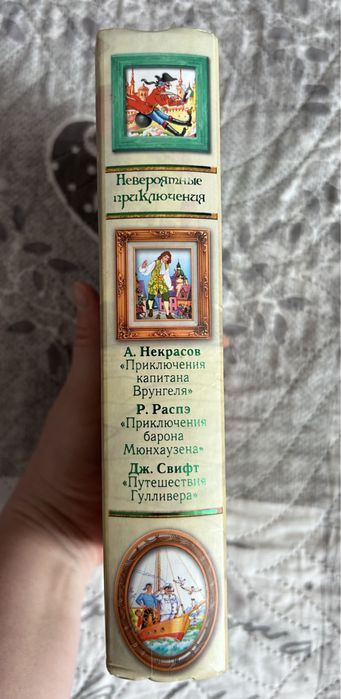 Невероятные
приключения
А. Некрасов
«Приключения
капитана
Врунгеля»
Р. Распэ
«Приключения
барона
Мюнхаузена»
Дж. Свифт
«Путешествия
Гулливера»